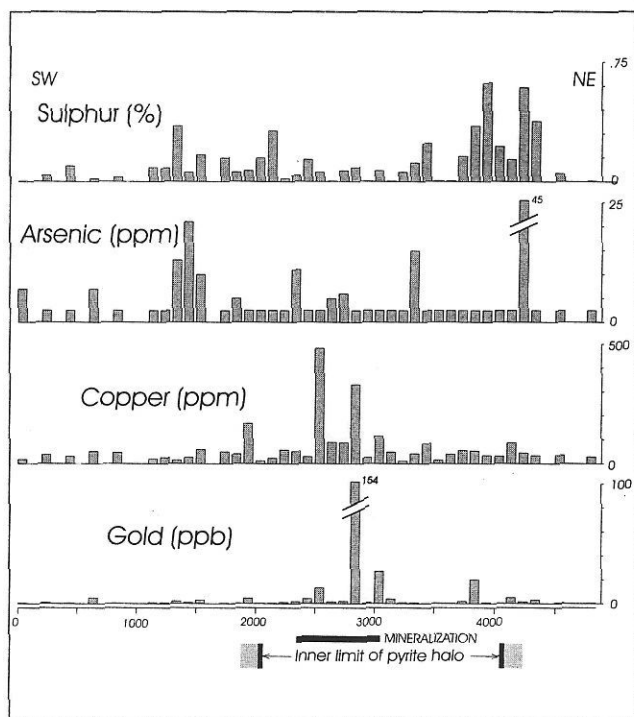 .75
SW
NE
Sulphur (%)
0
25
45
Arsenic (ppm)
0
500
Copper (ppm)
0
164
100
Gold (ppb)
0
0
1000
2000
3000
4000
MINERALIZATION
Inner limit of pyrite halo